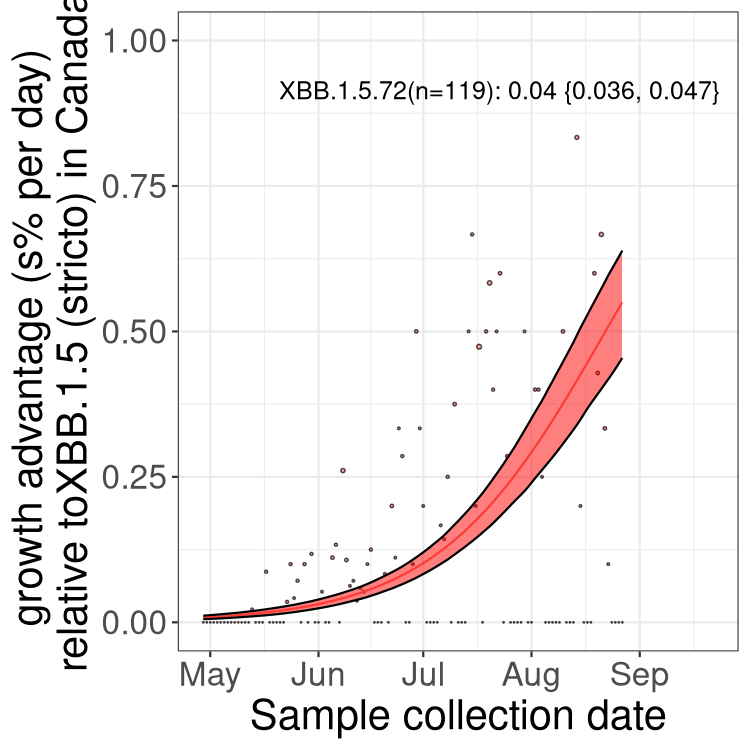 growth advantage (s% per day)
relative toXBB.1.5 (stricto) in Canada
1.00
0.75
0.50
0.25
0.00
XBB.1.5.72(n=119): 0.04 {0.036, 0.047}
May Jun Jul Aug Sep
Sample collection date